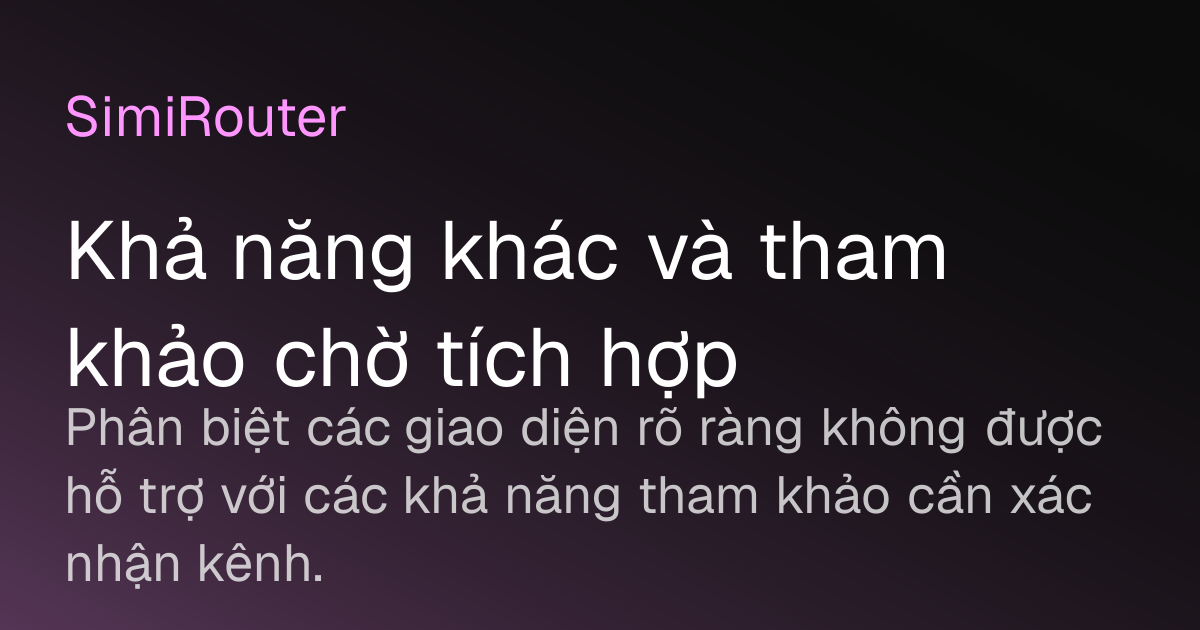 SimiRouter
Khả năng khác và tham
khảo chờ tích hợp
Phân biệt các giao diện rõ ràng không được
hỗ trợ với các khả năng tham khảo cần xác
nhận kênh.